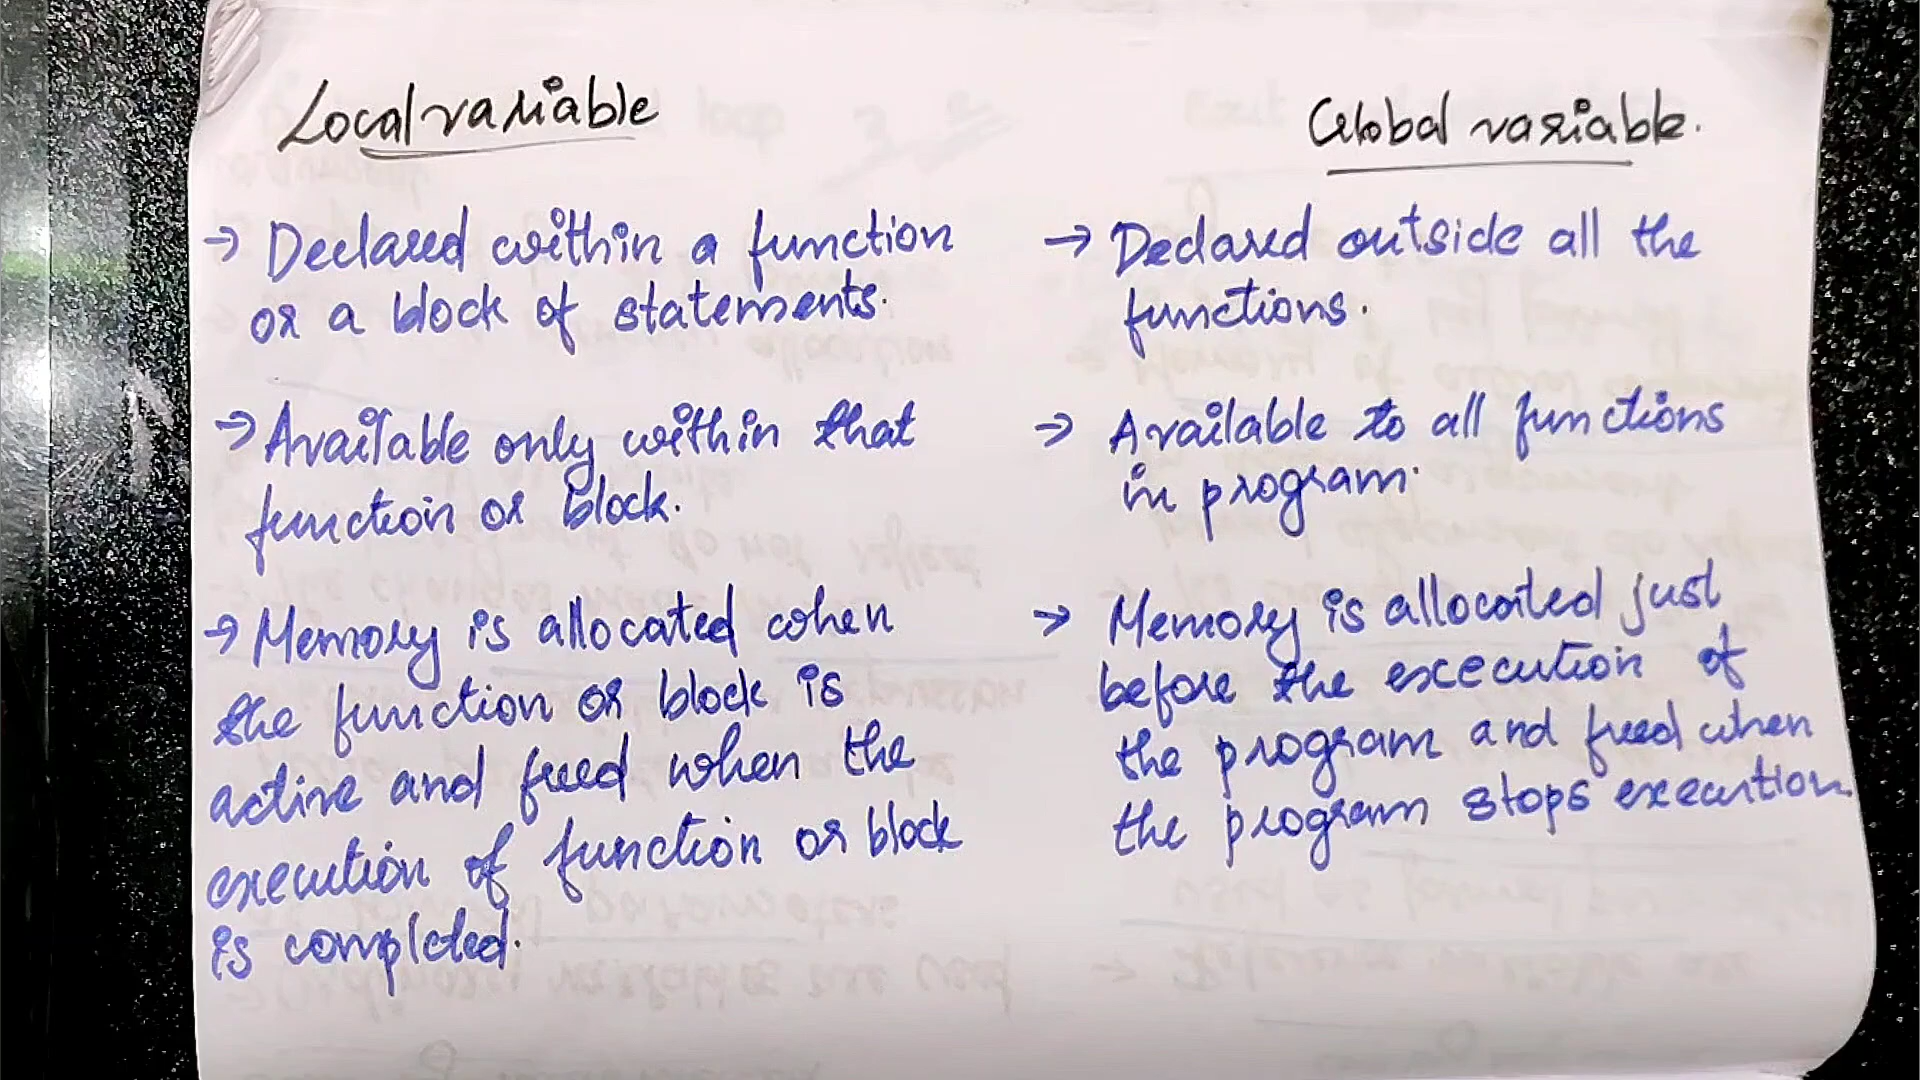 Local variable
→ Declared within a function
or a block of statements.
→ Available only within that
function or block.
→ Memory is allocated when
the function or block is
active and freed when the
execution of function or block
is completed.
Global variable.
→ Declared outside all the
functions.
→ Available to all functions
in program.
→ Memory is allocated just
before the execution of
the program and freed when
the program stops execution.